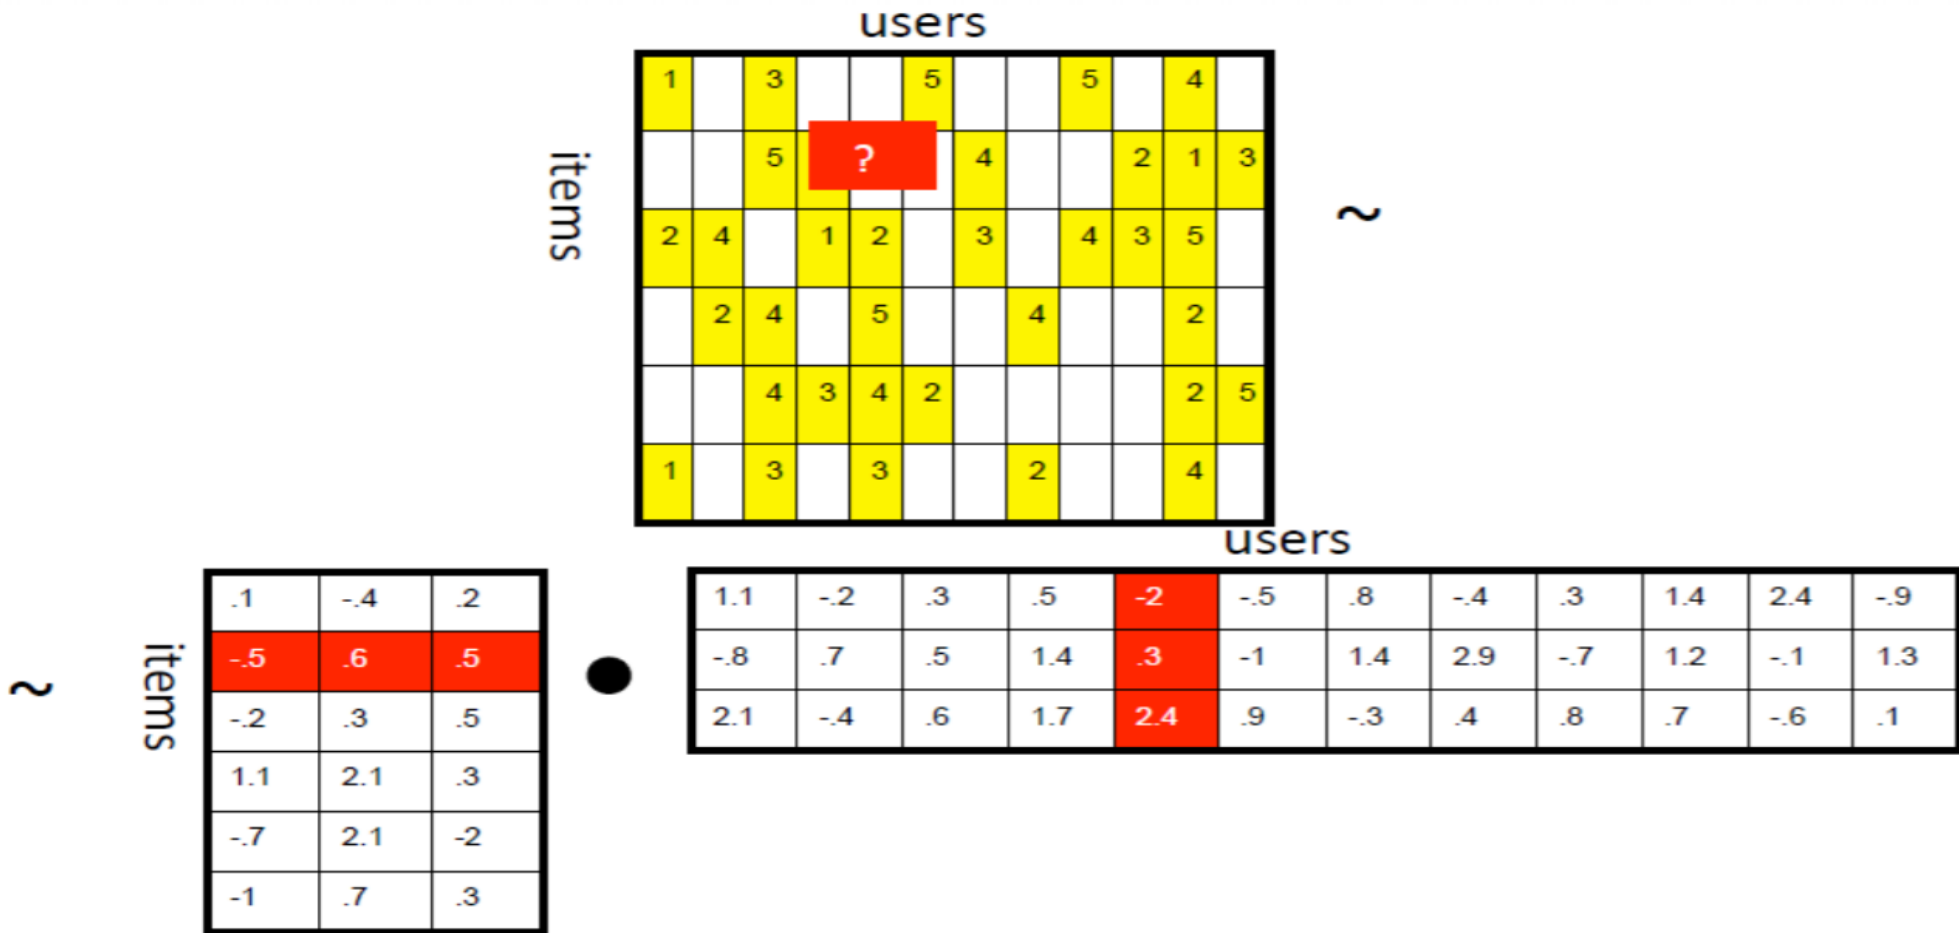 users
1 3 5 5 4
items
5 ? 4 2 1 3
2 4 1 2 3 4 3 5
~
2 4 5 4 2
4 3 4 2 2 5
1 3 3 2 4
users
~
items
.1 -.4 .2
-.5 .6 .5
-.2 .3 .5
1.1 2.1 .3
-.7 2.1 -2
-1 .7 .3
●
1.1 -.2 .3 .5 -2 -.5 .8 -.4 .3 1.4 2.4 -.9
-.8 .7 .5 1.4 .3 -1 1.4 2.9 -.7 1.2 -.1 1.3
2.1 -.4 .6 1.7 2.4 .9 -.3 .4 .8 .7 -.6 .1